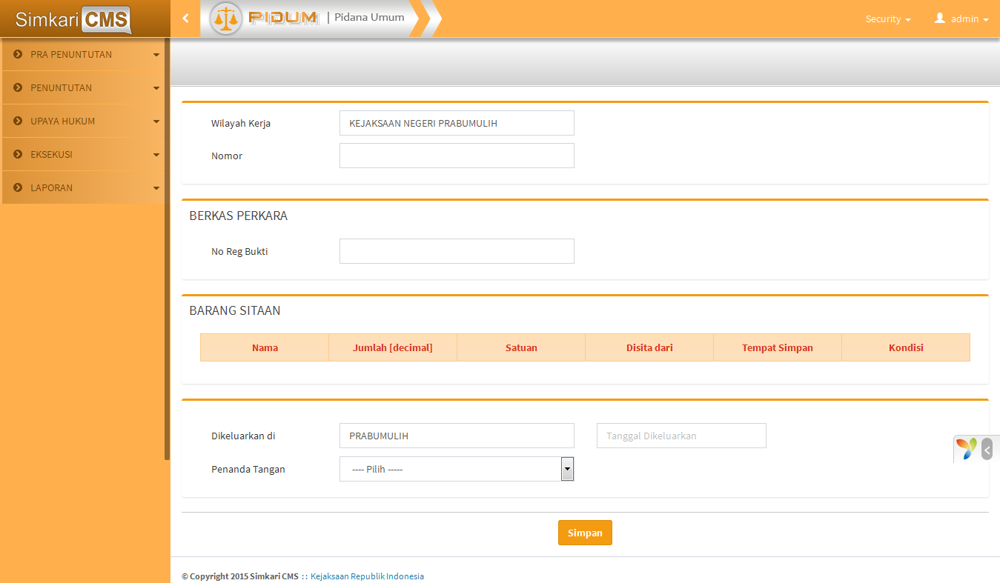 Simkari CMS
PIDUM | Pidana Umum
Security
admin
PRA PENUNTUTAN
PENUNTUTAN
UPAYA HUKUM
EKSEKUSI
LAPORAN
Wilayah Kerja KEJAKSAAN NEGERI PRABUMULIH
Nomor
BERKAS PERKARA
No Reg Bukti
BARANG SITAAN
Nama Jumlah [decimal] Satuan Disita dari Tempat Simpan Kondisi
Dikeluarkan di PRABUMULIH Tanggal Dikeluarkan
Penanda Tangan ---- Pilih -----
Simpan
© Copyright 2015 Simkari CMS :: Kejaksaan Republik Indonesia